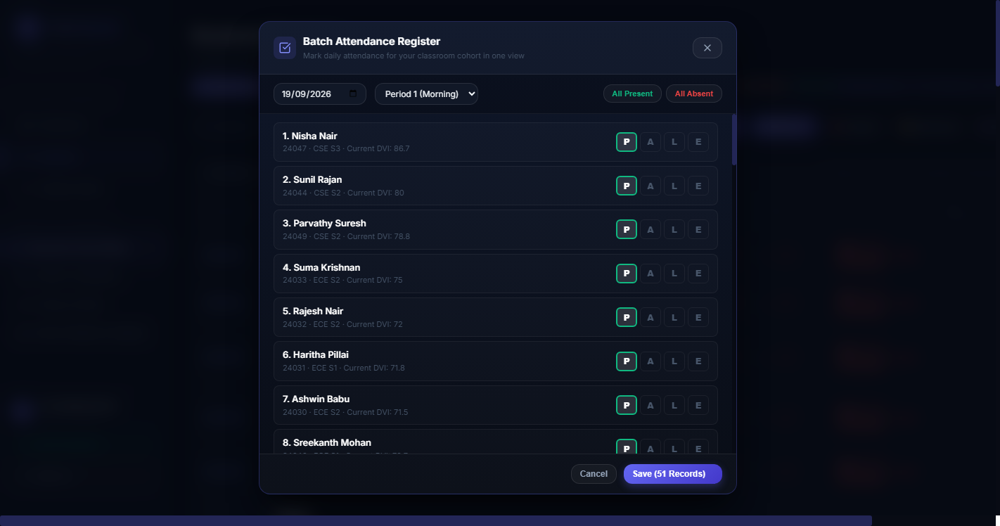 Batch Attendance Register
Mark daily attendance for your classroom cohort in one view
19/09/2026
Period 1 (Morning)
All Present
All Absent
1. Nisha Nair
24047 · CSE S3 · Current DVI: 86.7
P A L E
2. Sunil Rajan
24044 · CSE S2 · Current DVI: 80
P A L E
3. Parvathy Suresh
24049 · CSE S2 · Current DVI: 78.8
P A L E
4. Suma Krishnan
24033 · ECE S2 · Current DVI: 75
P A L E
5. Rajesh Nair
24032 · ECE S2 · Current DVI: 72
P A L E
6. Haritha Pillai
24031 · ECE S1 · Current DVI: 71.8
P A L E
7. Ashwin Babu
24030 · ECE S2 · Current DVI: 71.5
P A L E
8. Sreekanth Mohan
P A L E
Cancel
Save (51 Records)